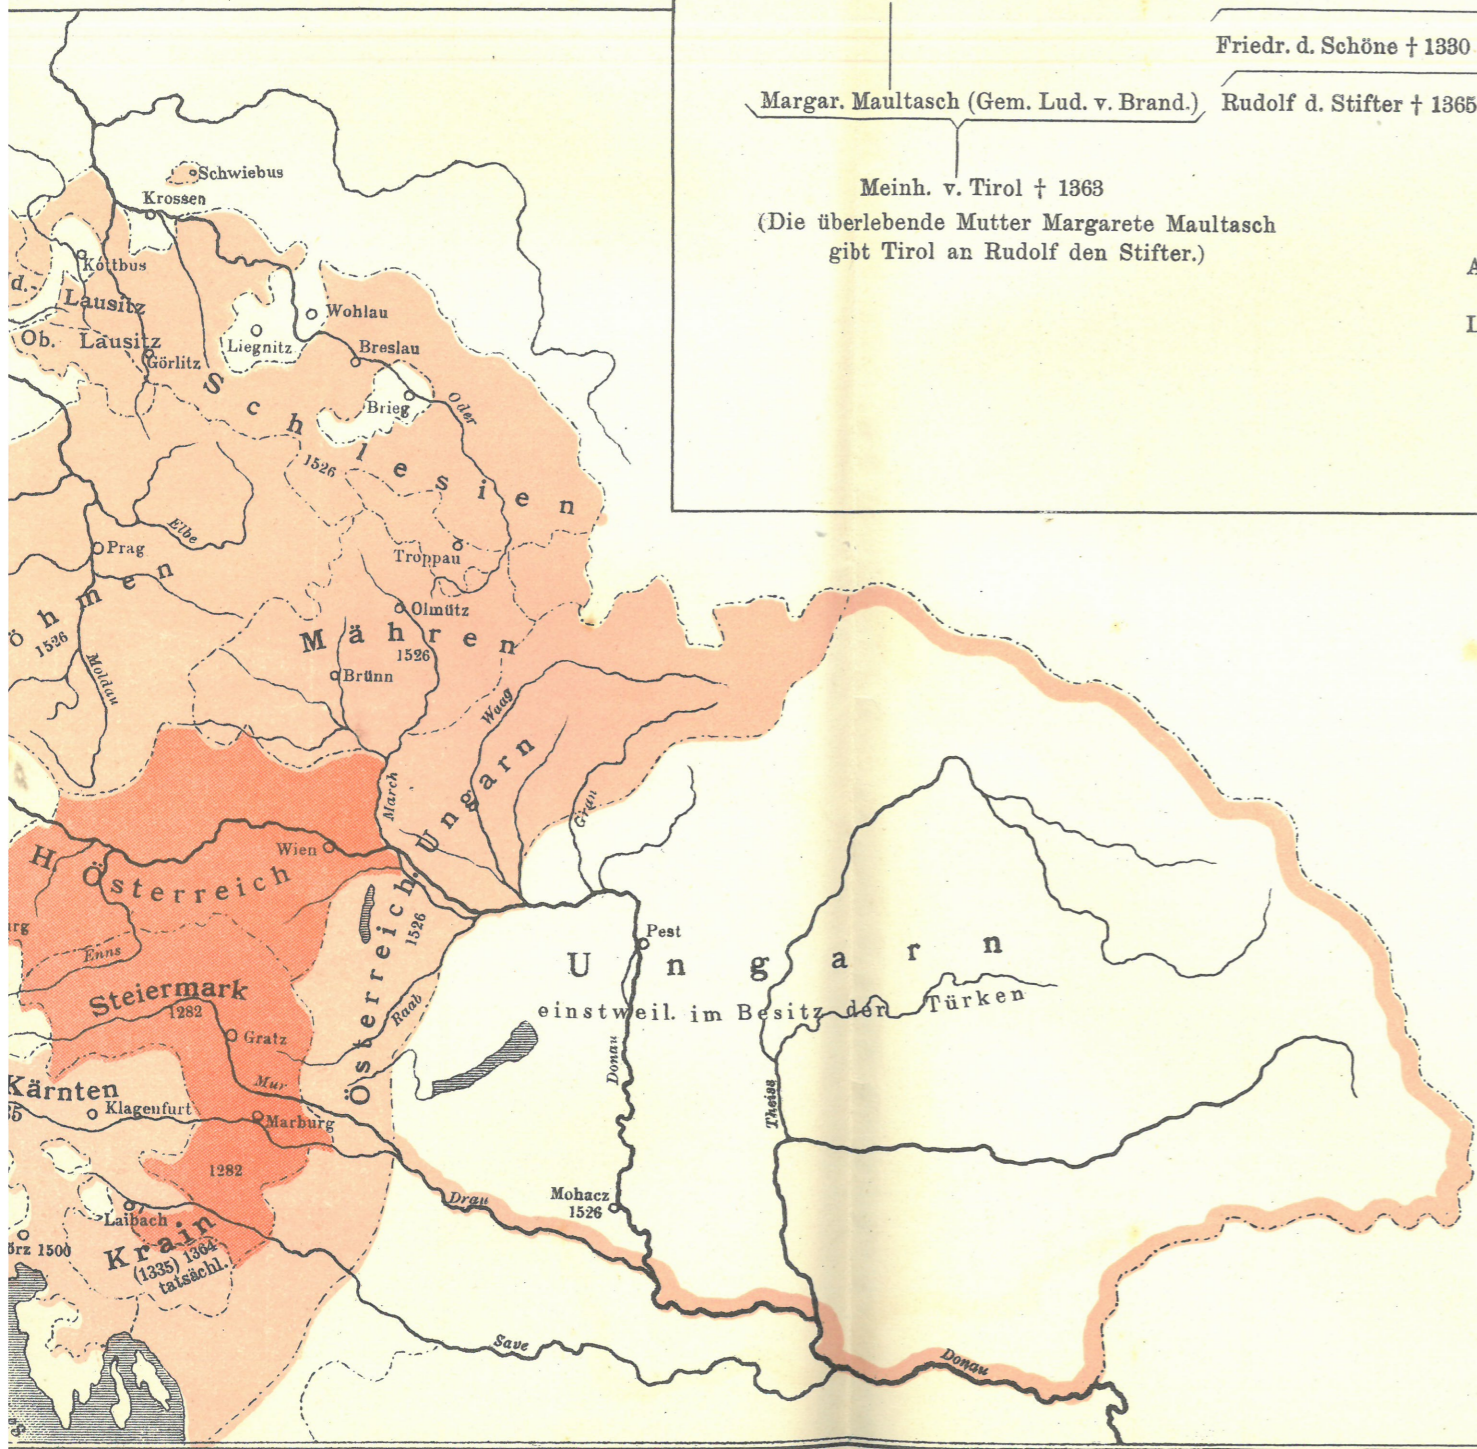 Friedr. d. Schöne † 1330
Margar. Maultasch (Gem. Lud. v. Brand.)
Rudolf d. Stifter † 1365
Meinh. v. Tirol † 1363
(Die überlebende Mutter Margarete Maultasch
gibt Tirol an Rudolf den Stifter.)
Schwiebus
Krossen
Kottbus
d.-
Lausitz
Ob. Lausitz
Görlitz
Wohlau
Liegnitz
Breslau
Brieg
Oder
Schlesien
1526
Elbe
Prag
Troppau
öhmen
1526
Olmütz
Mähren
1526
Moldau
Brünn
Waag
March
Gran
Österreich. Ungarn
1526
Wien
H. Österreich
urg
Enns
Pest
Ungarn
einstweil. im Besitz der Türken
Steiermark
1282
Raab
Gratz
Donau
Theiss
Mur
Kärnten
35
Klagenfurt
Marburg
1282
Drau
Mohacz
1526
Laibach
Krain
(1335) 1364
tatsächl.
örz 1500
Save
Donau